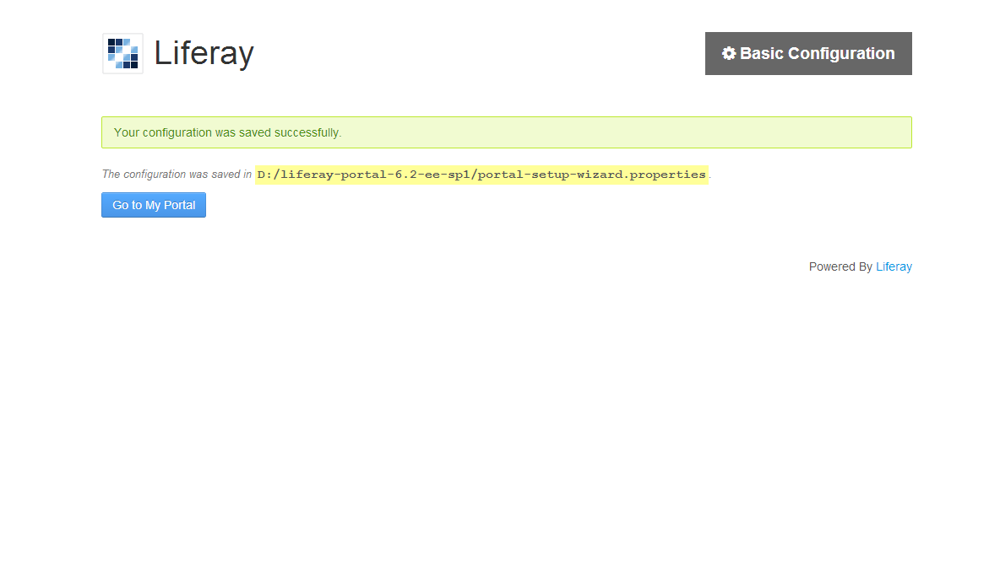 Liferay
Basic Configuration
Your configuration was saved successfully.
The configuration was saved in D:/liferay-portal-6.2-ee-sp1/portal-setup-wizard.properties.
Go to My Portal
Powered By Liferay